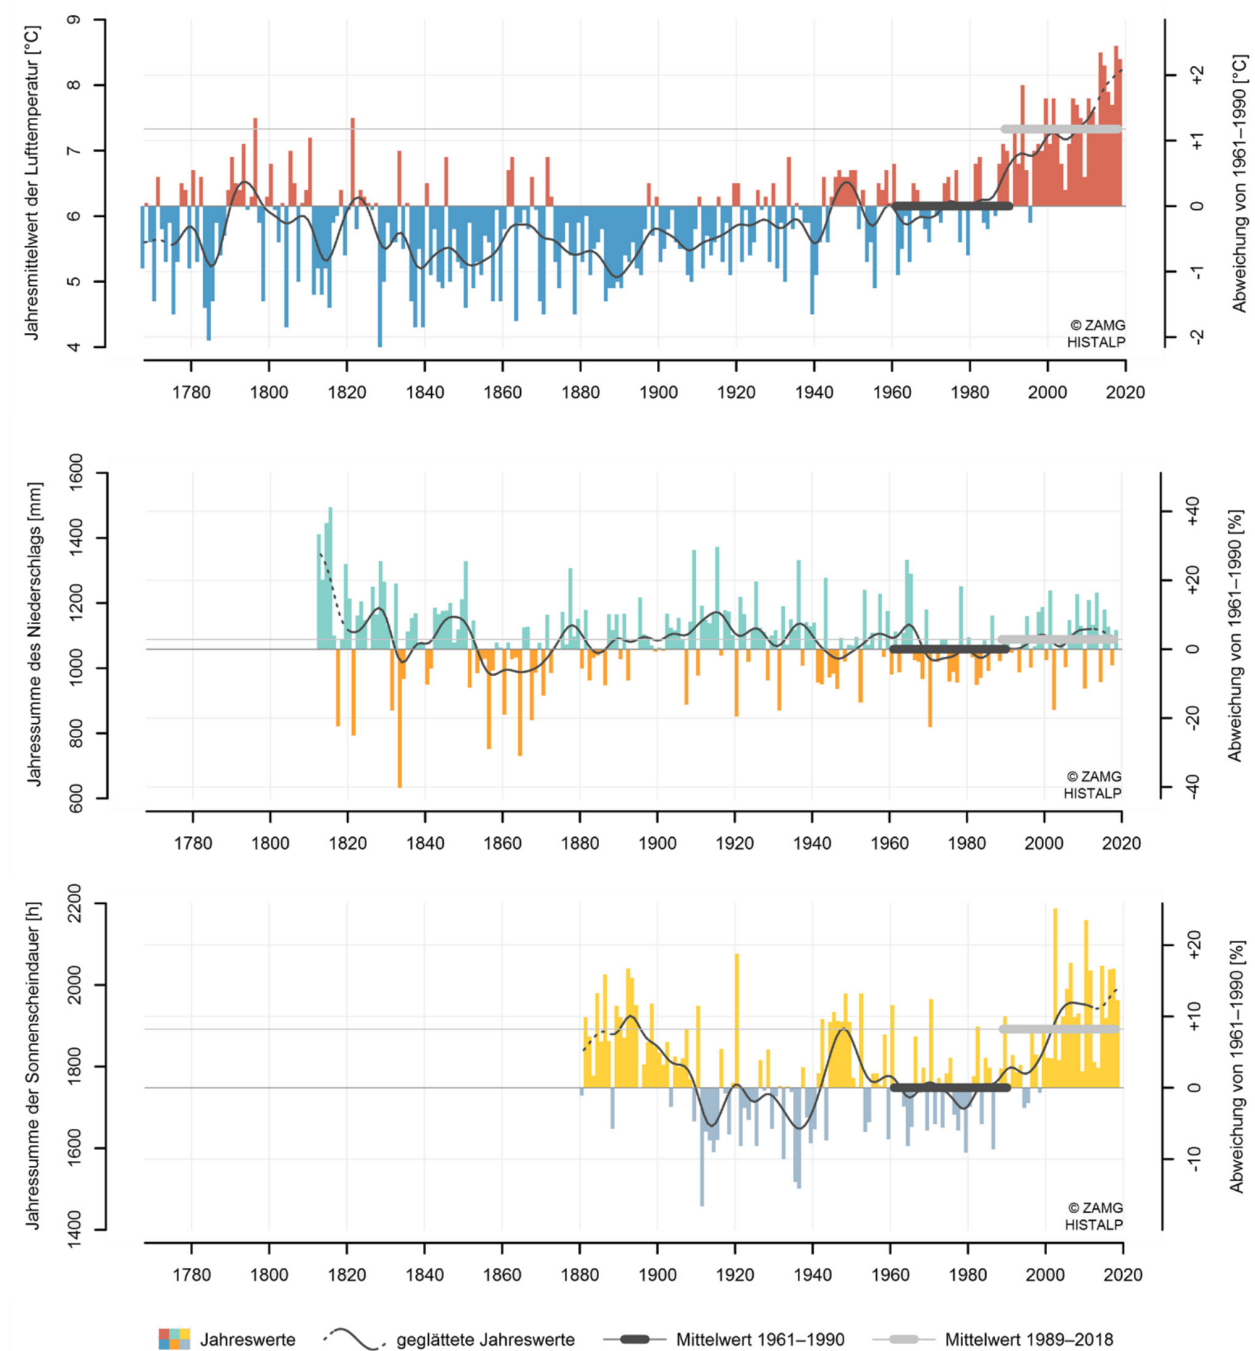 Jahresmittelwert der Lufttemperatur [°C]
9
8
7
6
5
4
+2
+1
0
-1
-2
Abweichung von 1961–1990 [°C]
© ZAMG
HISTALP
1780 1800 1820 1840 1860 1880 1900 1920 1940 1960 1980 2000 2020
Jahressumme des Niederschlags [mm]
1600
1400
1200
1000
800
600
+40
+20
0
-20
-40
Abweichung von 1961–1990 [%]
© ZAMG
HISTALP
1780 1800 1820 1840 1860 1880 1900 1920 1940 1960 1980 2000 2020
Jahressumme der Sonnenscheindauer [h]
2200
2000
1800
1600
1400
+20
+10
0
-10
Abweichung von 1961–1990 [%]
© ZAMG
HISTALP
1780 1800 1820 1840 1860 1880 1900 1920 1940 1960 1980 2000 2020
Jahreswerte geglättete Jahreswerte Mittelwert 1961–1990 Mittelwert 1989–2018